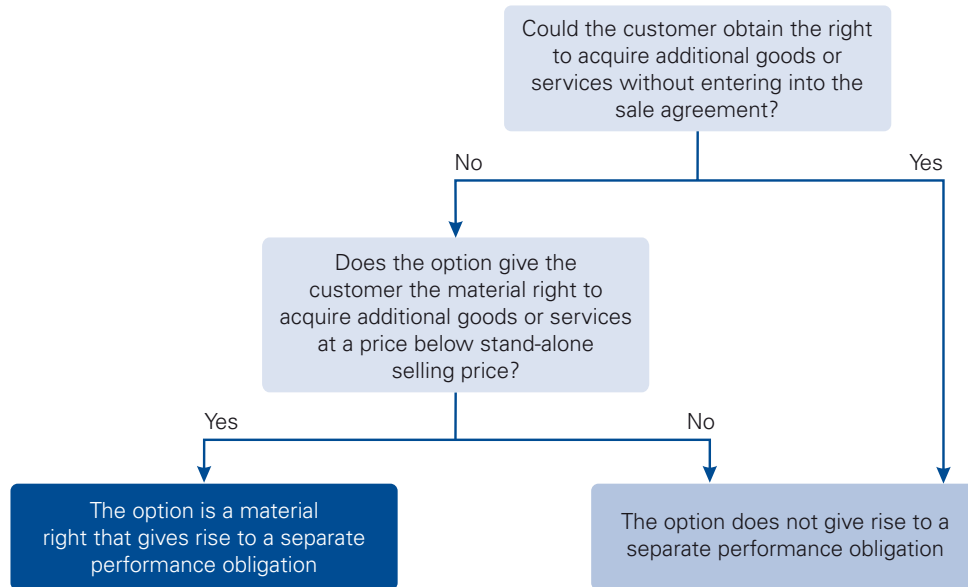 Could the customer obtain the right
to acquire additional goods or
services without entering into the
sale agreement?
No
Yes
Does the option give the
customer the material right to
acquire additional goods or services
at a price below stand-alone
selling price?
Yes
No
The option is a material
right that gives rise to a separate
performance obligation
The option does not give rise to a
separate performance obligation